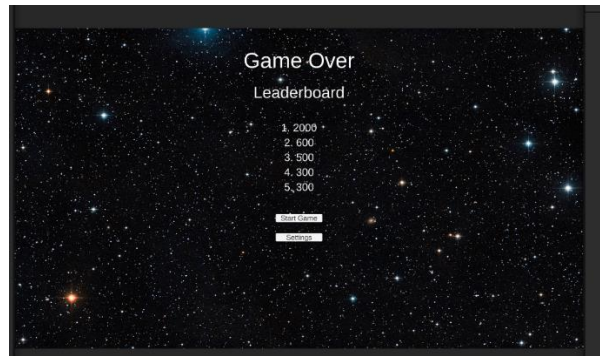 Game Over
Leaderboard
1. 2000
2. 600
3. 500
4. 300
5. 300
Start Game
Settings